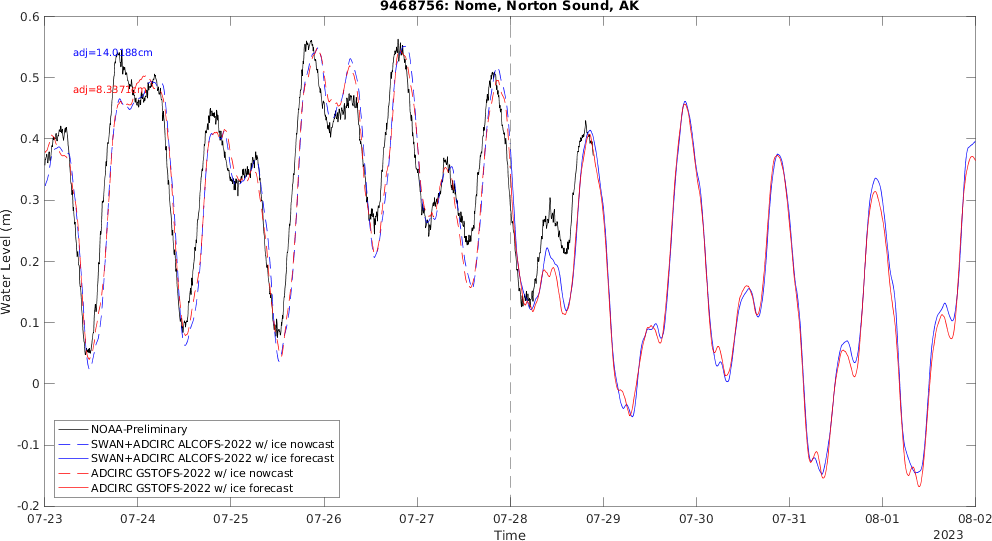 9468756: Nome, Norton Sound, AK
0.6
0.5
0.4
0.3
0.2
0.1
0
-0.1
-0.2
Water Level (m)
adj=14.0188cm
adj=8.3371cm
NOAA-Preliminary
SWAN+ADCIRC ALCOFS-2022 w/ ice nowcast
SWAN+ADCIRC ALCOFS-2022 w/ ice forecast
ADCIRC GSTOFS-2022 w/ ice nowcast
ADCIRC GSTOFS-2022 w/ ice forecast
07-23 07-24 07-25 07-26 07-27 07-28 07-29 07-30 07-31 08-01 08-02
Time
2023